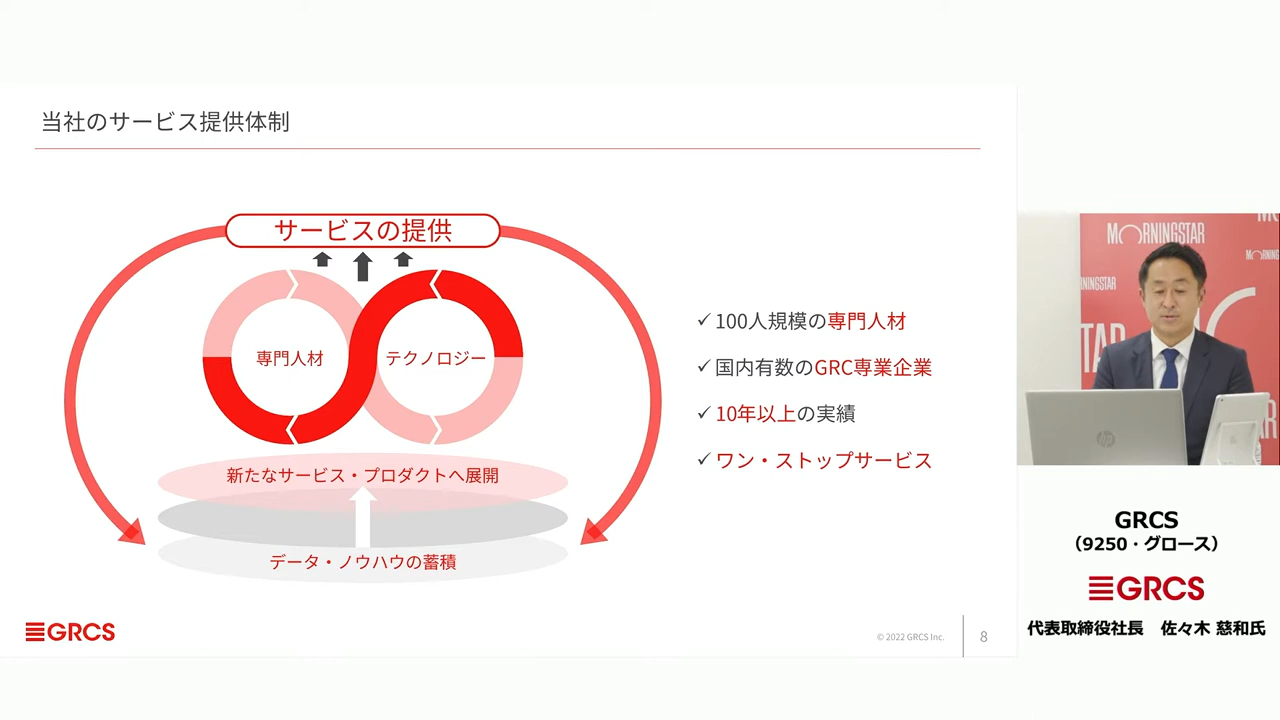 当社のサービス提供体制
サービスの提供
専門人材
テクノロジー
新たなサービス・プロダクトへ展開
データ・ノウハウの蓄積
✓100人規模の専門人材
✓国内有数のGRC専業企業
✓10年以上の実績
✓ワン・ストップサービス
GRCS
© 2022 GRCS Inc.
8
MORNINGSTAR
MORNINGSTAR
STAR
hp
GRCS
（9250・グロース）
GRCS
代表取締役社長　佐々木 慈和氏